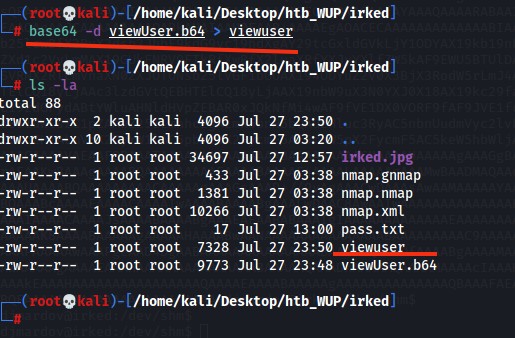 (root💀kali)-[/home/kali/Desktop/htb_WUP/irked]
# base64 -d viewUser.b64 > viewuser
(root💀kali)-[/home/kali/Desktop/htb_WUP/irked]
# ls -la
total 88
drwxr-xr-x 2 kali kali 4096 Jul 27 23:50 .
drwxr-xr-x 10 kali kali 4096 Jul 27 03:20 ..
-rw-r--r-- 1 root root 34697 Jul 27 12:57 irked.jpg
-rw-r--r-- 1 root root 433 Jul 27 03:38 nmap.gnmap
-rw-r--r-- 1 root root 1381 Jul 27 03:38 nmap.nmap
-rw-r--r-- 1 root root 10266 Jul 27 03:38 nmap.xml
-rw-r--r-- 1 root root 17 Jul 27 13:00 pass.txt
-rw-r--r-- 1 root root 7328 Jul 27 23:50 viewuser
-rw-r--r-- 1 root root 9773 Jul 27 23:48 viewUser.b64
(root💀kali)-[/home/kali/Desktop/htb_WUP/irked]
#
djmardov@irked:/dev/shm$